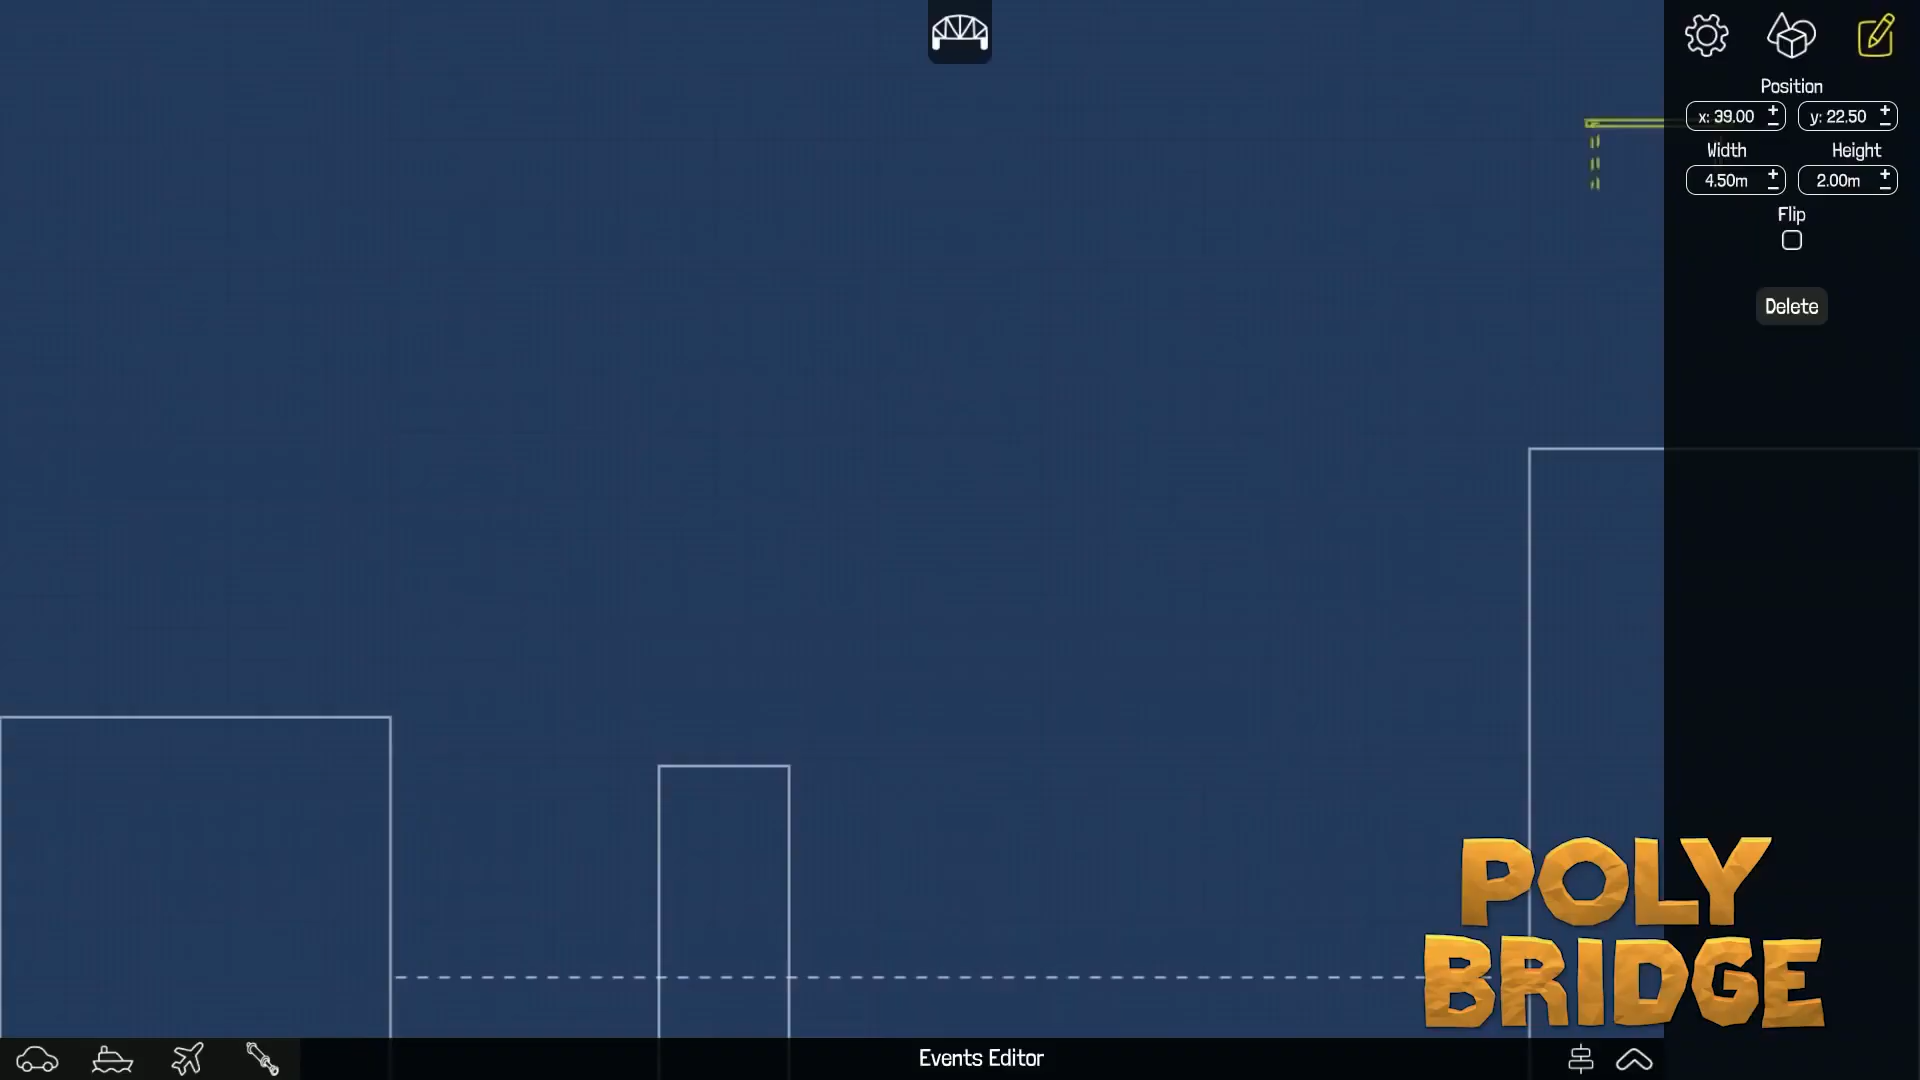 Position
x: 39.00 + − y: 22.50 + −
Width Height
4.50m + − 2.00m + −
Flip
Delete
POLY
BRIDGE
Events Editor